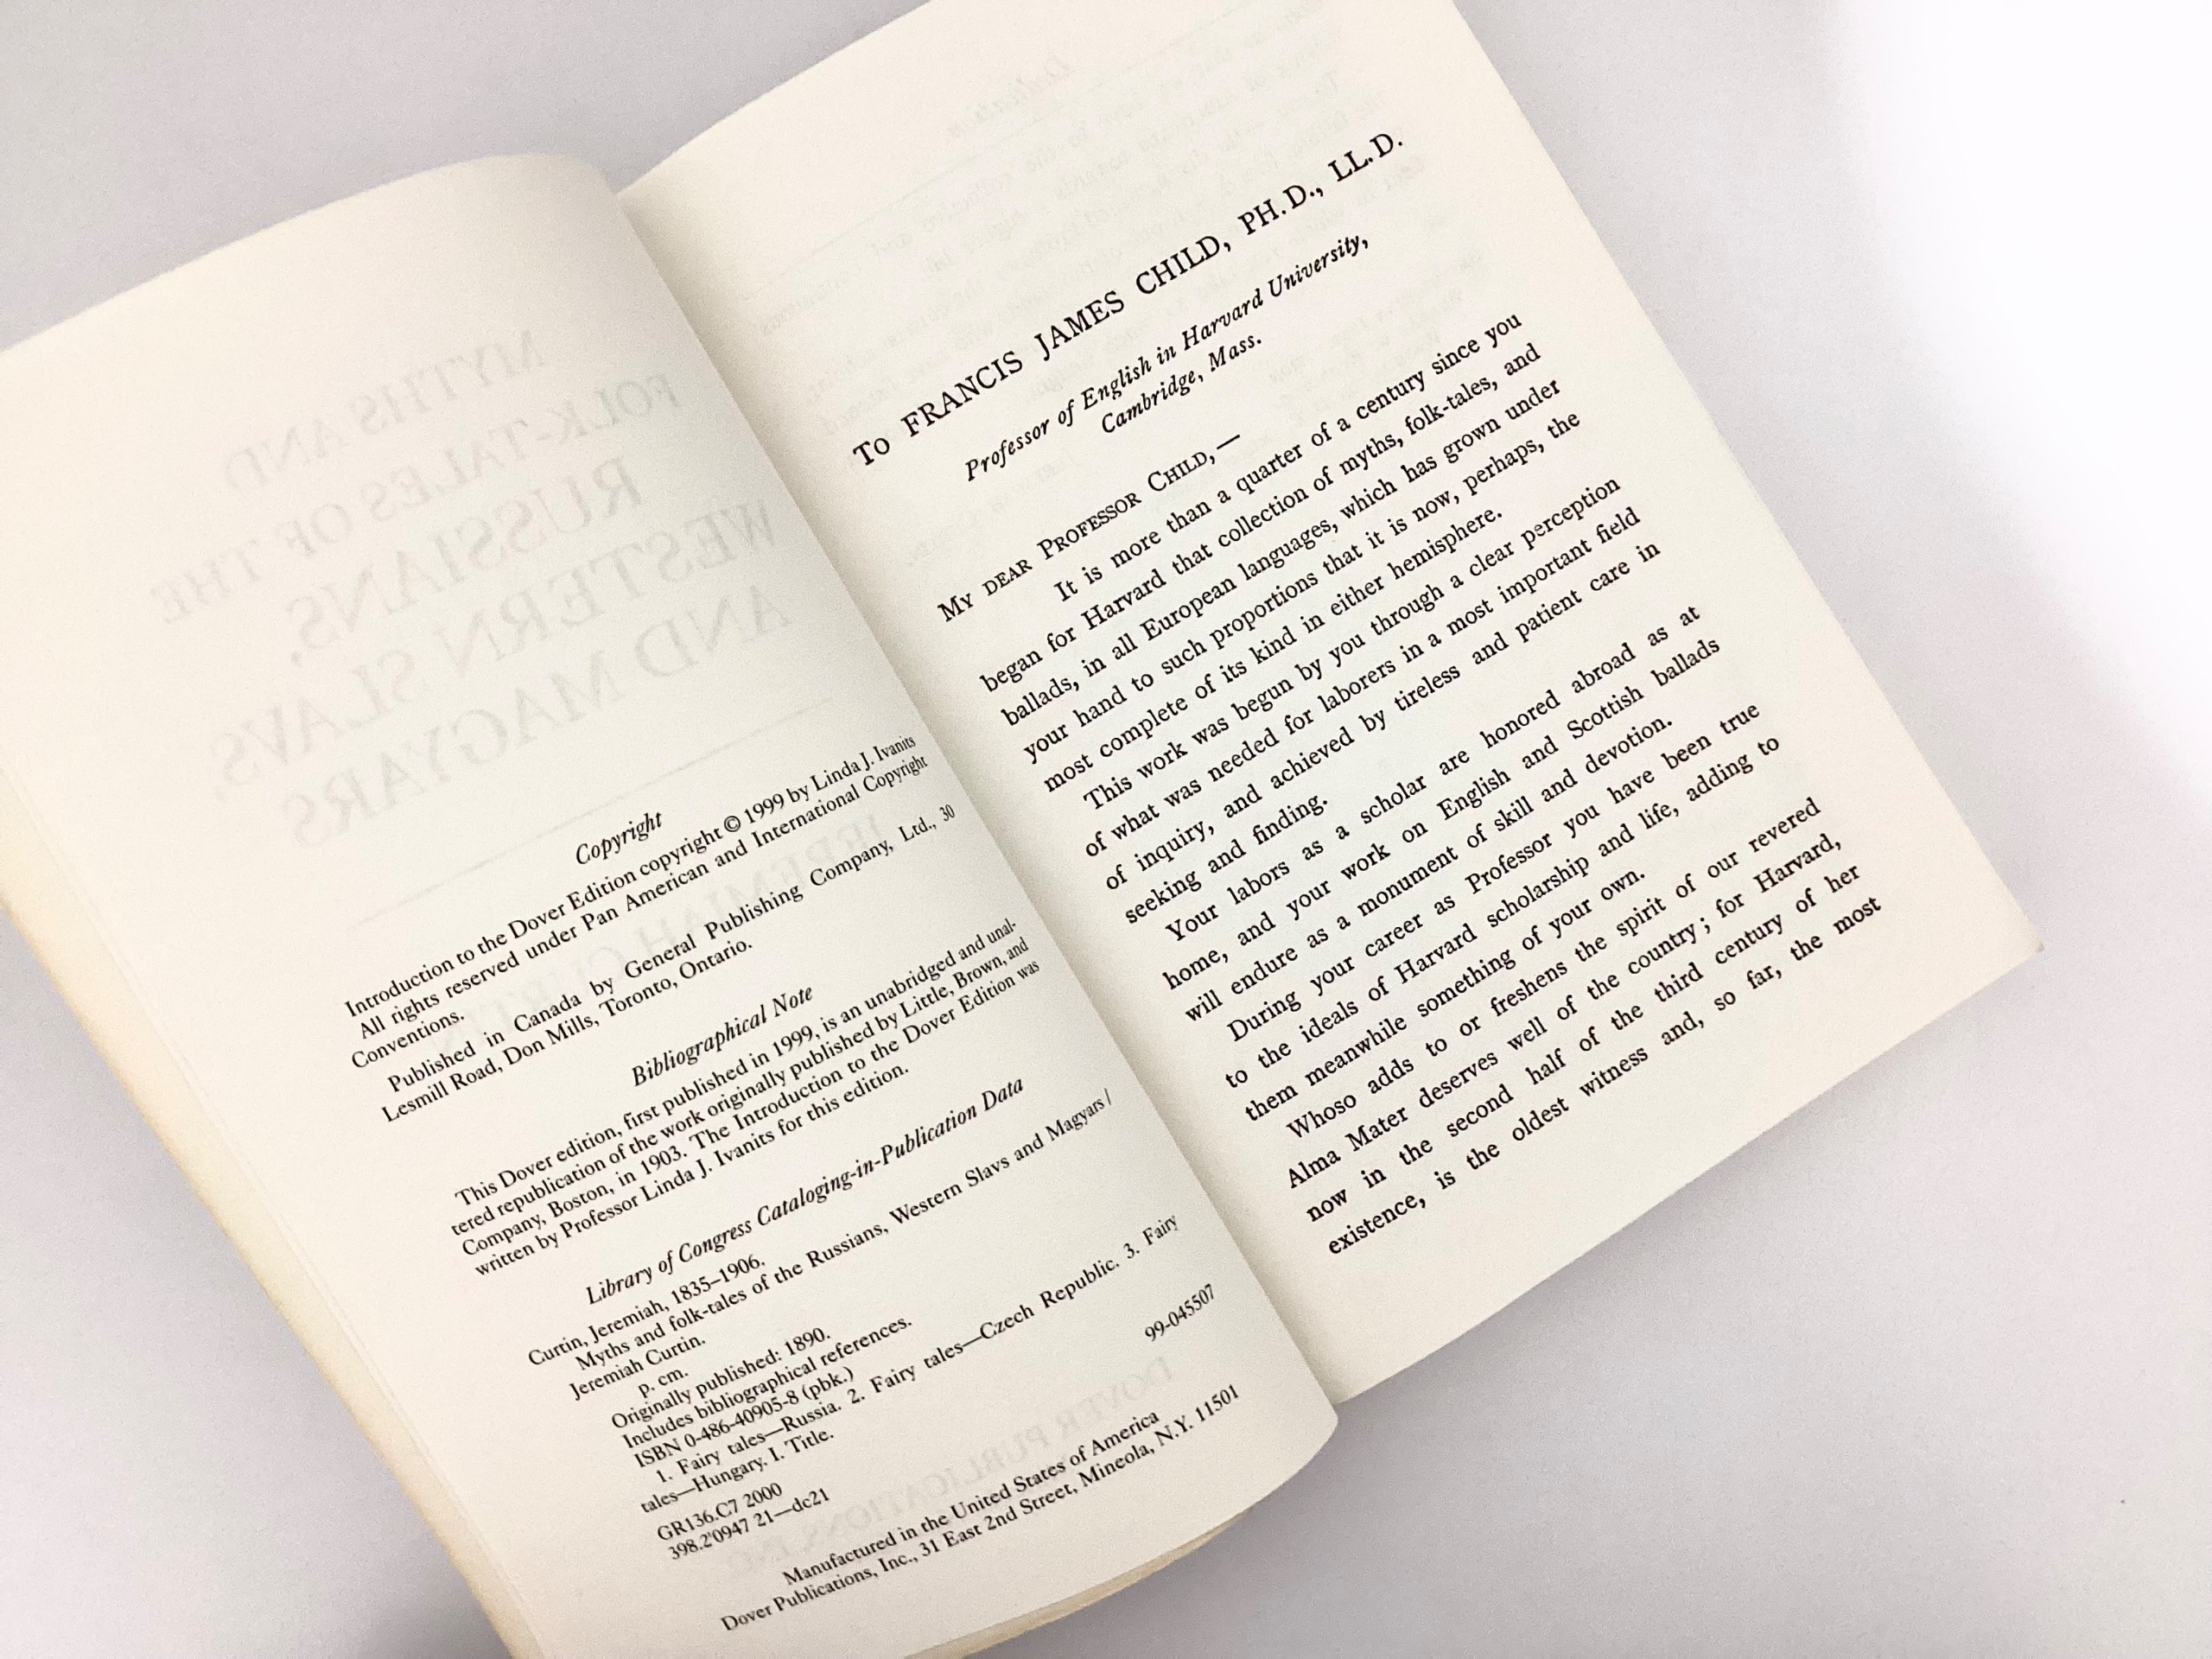 Copyright
Introduction to the Dover Edition copyright © 1999 by Linda J. Ivanits
All rights reserved under Pan American and International Copyright
Conventions.
Published in Canada by General Publishing Company, Ltd., 30
Lesmill Road, Don Mills, Toronto, Ontario.
Bibliographical Note
This Dover edition, first published in 1999, is an unabridged and unal-
tered republication of the work originally published by Little, Brown, and
Company, Boston, in 1903. The Introduction to the Dover Edition was
written by Professor Linda J. Ivanits for this edition.
Library of Congress Cataloging-in-Publication Data
Curtin, Jeremiah, 1835–1906.
Myths and folk-tales of the Russians, Western Slavs and Magyars /
Jeremiah Curtin.
p. cm.
Originally published: 1890.
Includes bibliographical references.
ISBN 0-486-40905-8 (pbk.)
1. Fairy tales—Russia. 2. Fairy tales—Czech Republic. 3. Fairy
tales—Hungary. I. Title.
GR136.C7 2000
398.2'0947 21—dc21
99-045507
Manufactured in the United States of America
Dover Publications, Inc., 31 East 2nd Street, Mineola, N.Y. 11501
To FRANCIS JAMES CHILD, PH.D., LL.D.
Professor of English in Harvard University,
Cambridge, Mass.
MY DEAR PROFESSOR CHILD,—
It is more than a quarter of a century since you
began for Harvard that collection of myths, folk-tales, and
ballads, in all European languages, which has grown under
your hand to such proportions that it is now, perhaps, the
most complete of its kind in either hemisphere.
This work was begun by you through a clear perception
of what was needed for laborers in a most important field
of inquiry, and achieved by tireless and patient care in
seeking and finding.
Your labors as a scholar are honored abroad as at
home, and your work on English and Scottish ballads
will endure as a monument of skill and devotion.
During your career as Professor you have been true
to the ideals of Harvard scholarship and life, adding to
them meanwhile something of your own.
Whoso adds to or freshens the spirit of our revered
Alma Mater deserves well of the country; for Harvard,
now in the second half of the third century of her
existence, is the oldest witness and, so far, the most